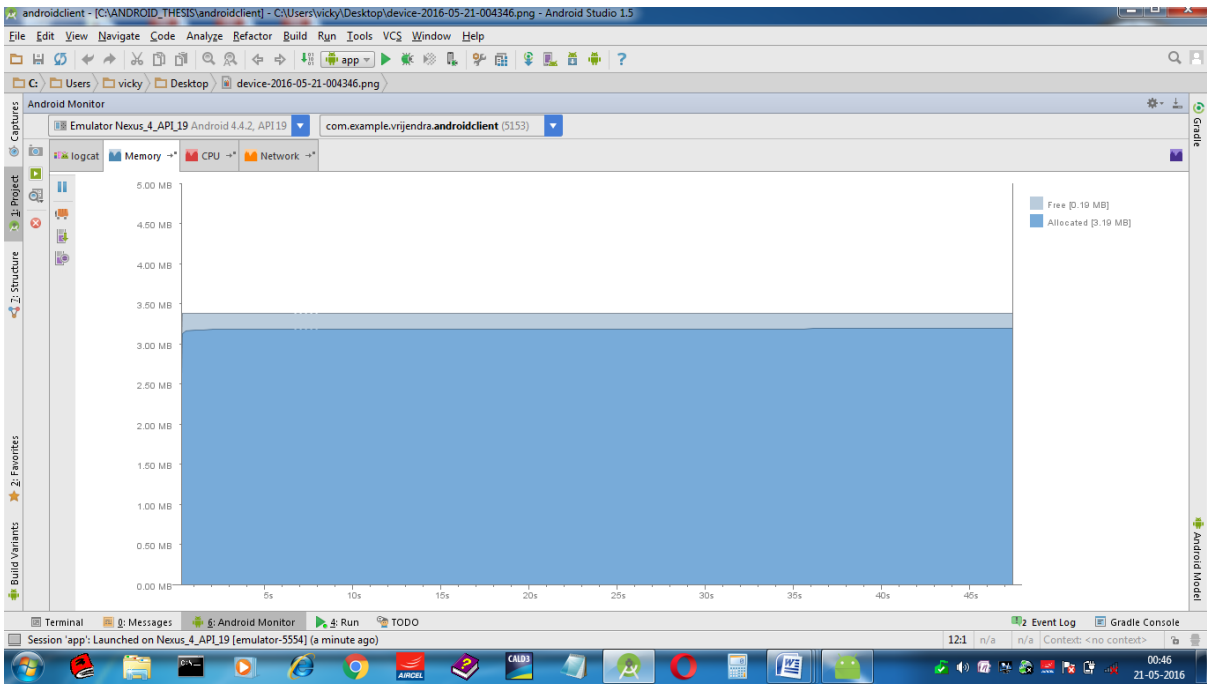 androidclient - [C:\ANDROID_THESIS\androidclient] - C:\Users\vicky\Desktop\device-2016-05-21-004346.png - Android Studio 1.5
File Edit View Navigate Code Analyze Refactor Build Run Tools VCS Window Help
app
C: Users vicky Desktop device-2016-05-21-004346.png
Android Monitor
Emulator Nexus_4_API_19 Android 4.4.2, API 19 com.example.vrijendra.androidclient (5153)
logcat Memory →* CPU →* Network →*
Captures
1: Project
7: Structure
2: Favorites
Build Variants
5.00 MB
4.50 MB
4.00 MB
3.50 MB
3.00 MB
2.50 MB
2.00 MB
1.50 MB
1.00 MB
0.50 MB
0.00 MB
5s 10s 15s 20s 25s 30s 35s 40s 45s
Free [0.19 MB]
Allocated [3.19 MB]
Gradle
Android Model
Terminal 0: Messages 6: Android Monitor 4: Run TODO 2 Event Log Gradle Console
Session 'app': Launched on Nexus_4_API_19 [emulator-5554] (a minute ago) 12:1 n/a n/a Context: <no context>
C:\_ AIRCEL CALD3 W
00:46
21-05-2016